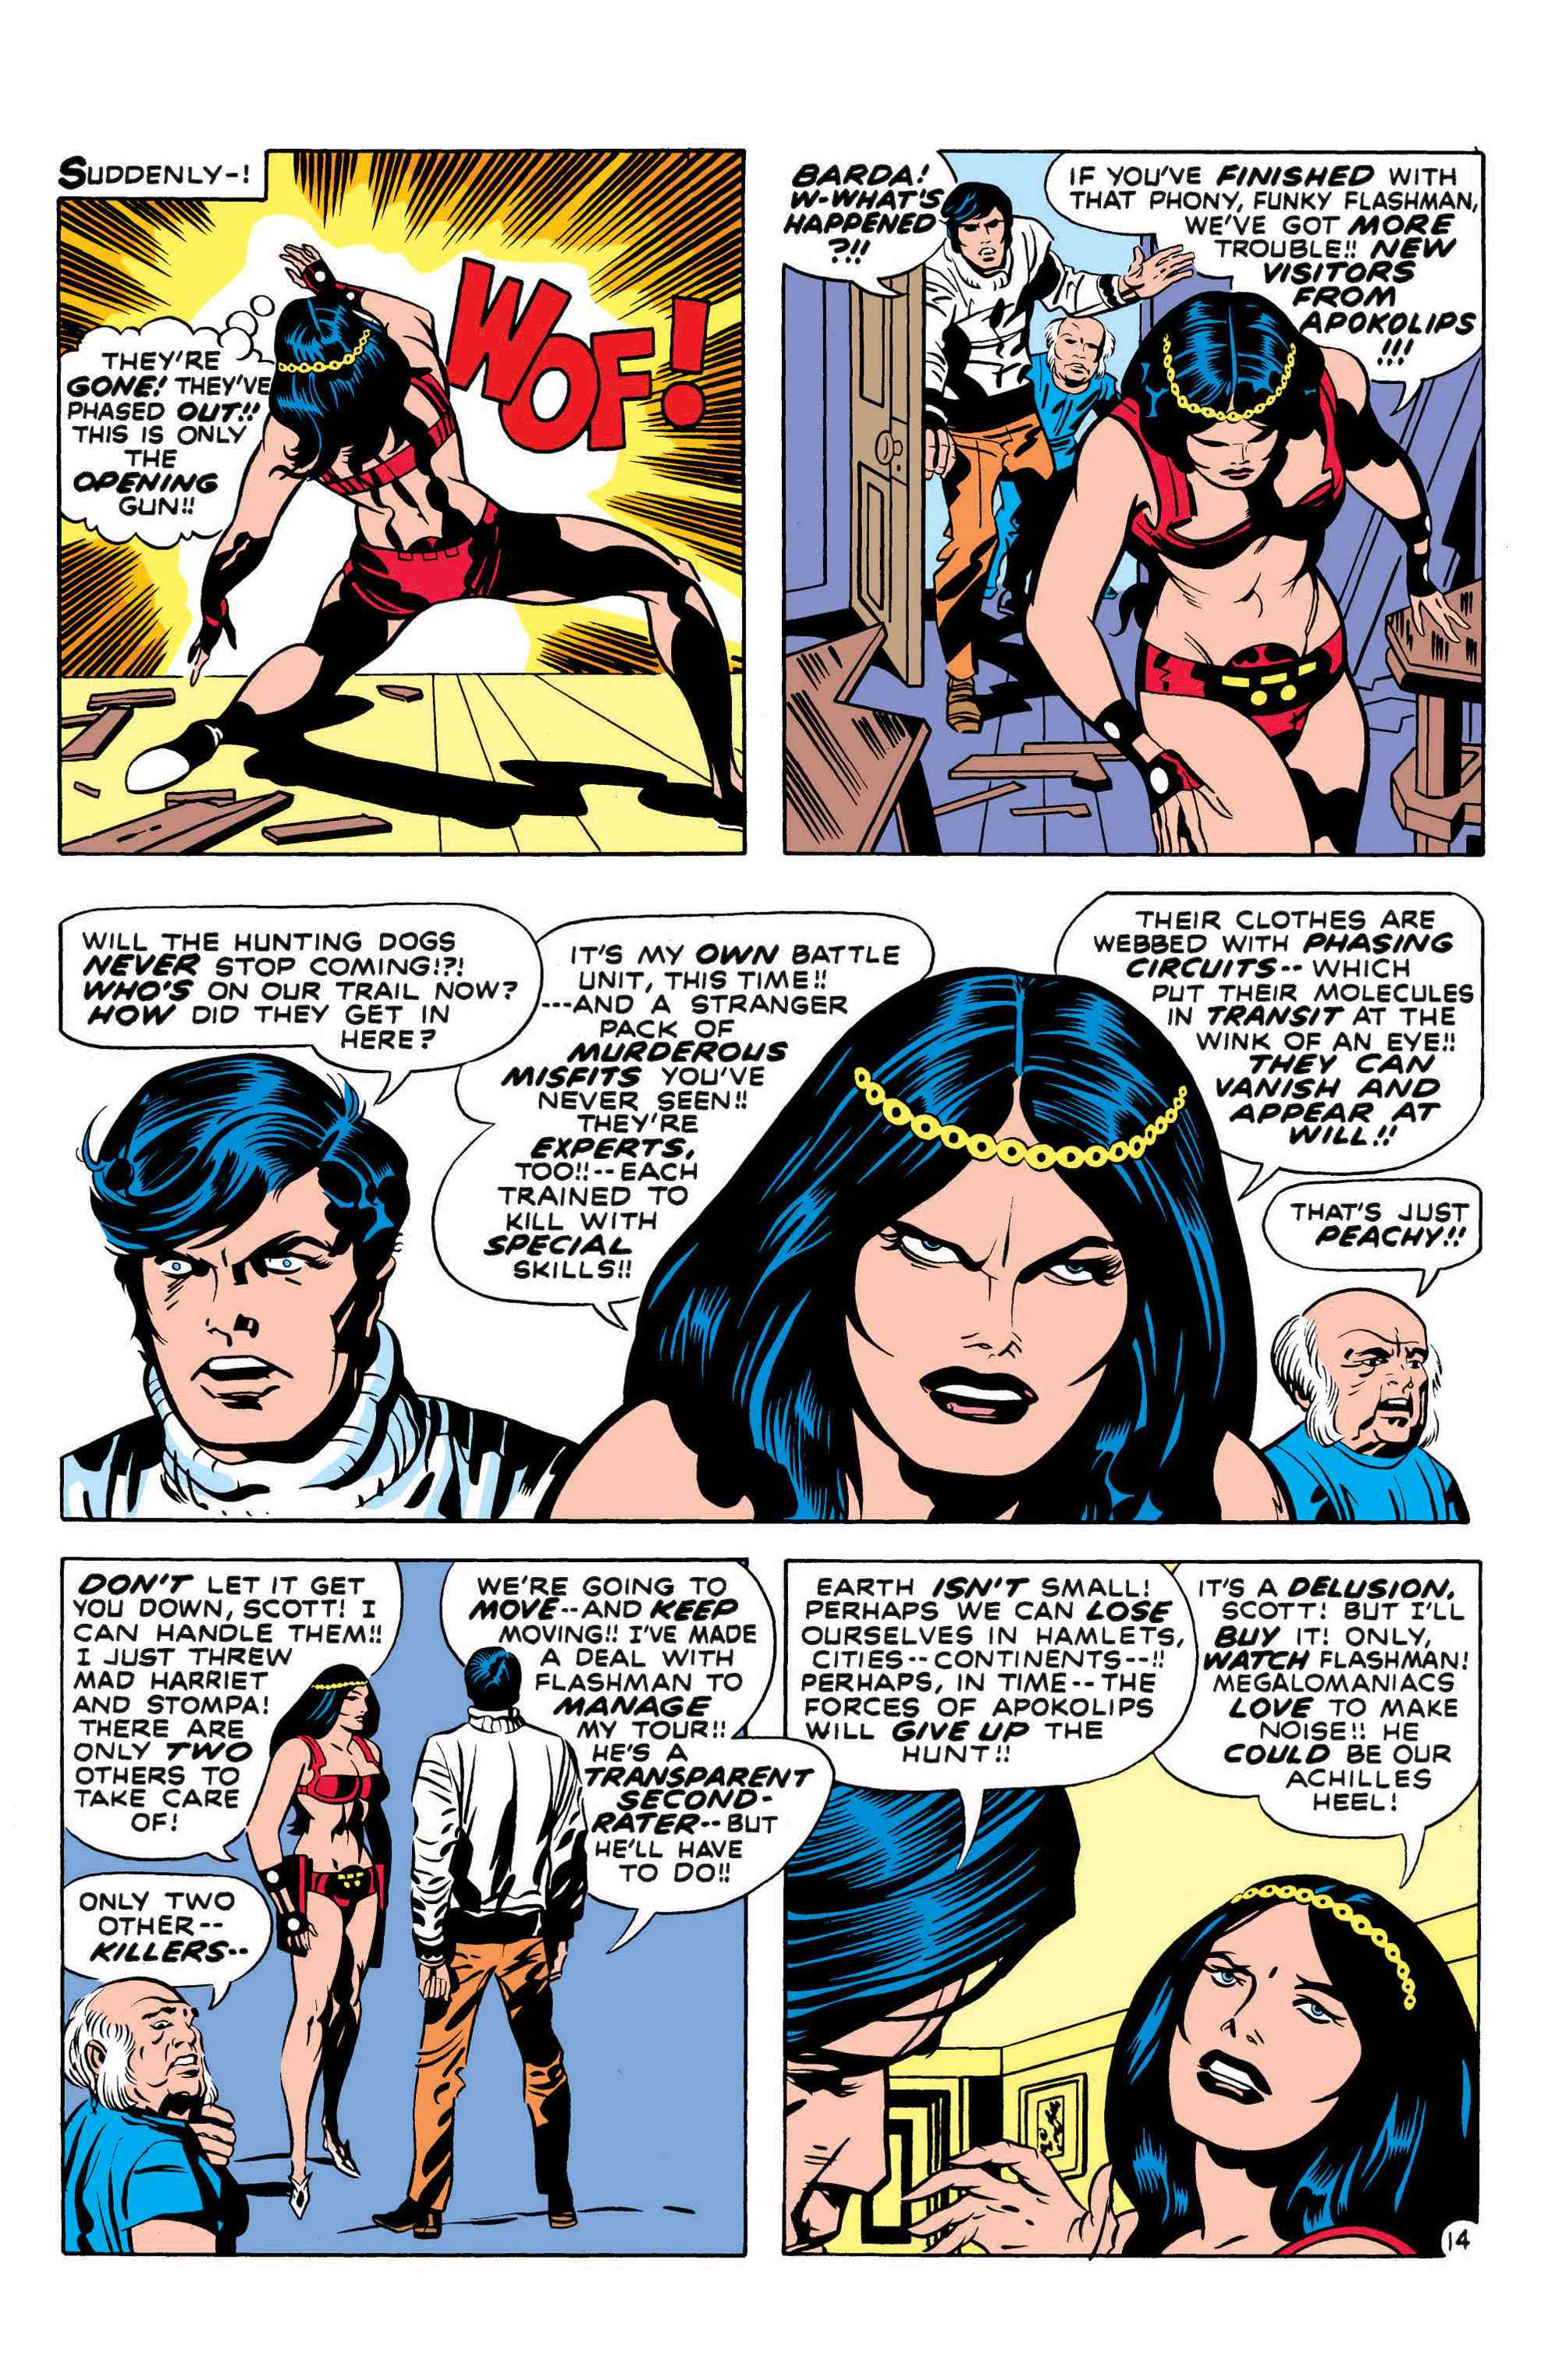 SUDDENLY-!
THEY'RE
GONE! THEY'VE
PHASED OUT!!
THIS IS ONLY
THE
OPENING
GUN!!
WOF!
BARDA!
W-WHAT'S
HAPPENED
?!!
IF YOU'VE FINISHED WITH
THAT PHONY, FUNKY FLASHMAN,
WE'VE GOT MORE
TROUBLE!! NEW
VISITORS
FROM
APOKOLIPS
!!!
WILL THE HUNTING DOGS
NEVER STOP COMING!?!
WHO'S ON OUR TRAIL NOW?
HOW DID THEY GET IN
HERE?
IT'S MY OWN BATTLE
UNIT, THIS TIME!!
---AND A STRANGER
PACK OF
MURDEROUS
MISFITS YOU'VE
NEVER SEEN!!
THEY'RE
EXPERTS,
TOO!!--EACH
TRAINED TO
KILL WITH
SPECIAL
SKILLS!!
THEIR CLOTHES ARE
WEBBED WITH PHASING
CIRCUITS--WHICH
PUT THEIR MOLECULES
IN TRANSIT AT THE
WINK OF AN EYE!!
THEY CAN
VANISH AND
APPEAR AT
WILL!!
THAT'S JUST
PEACHY!!
DON'T LET IT GET
YOU DOWN, SCOTT! I
CAN HANDLE THEM!!
I JUST THREW
MAD HARRIET
AND STOMPA!
THERE ARE
ONLY TWO
OTHERS TO
TAKE CARE
OF!
ONLY TWO
OTHER--
KILLERS--
WE'RE GOING TO
MOVE--AND KEEP
MOVING!! I'VE MADE
A DEAL WITH
FLASHMAN TO
MANAGE
MY TOUR!!
HE'S A
TRANSPARENT
SECOND-
RATER--BUT
HE'LL HAVE
TO DO!!
EARTH ISN'T SMALL!
PERHAPS WE CAN LOSE
OURSELVES IN HAMLETS,
CITIES--CONTINENTS--!!
PERHAPS, IN TIME--THE
FORCES OF APOKOLIPS
WILL GIVE UP THE
HUNT!!
IT'S A DELUSION,
SCOTT! BUT I'LL
BUY IT! ONLY,
WATCH FLASHMAN!
MEGALOMANIACS
LOVE TO MAKE
NOISE!! HE
COULD BE OUR
ACHILLES
HEEL!
14